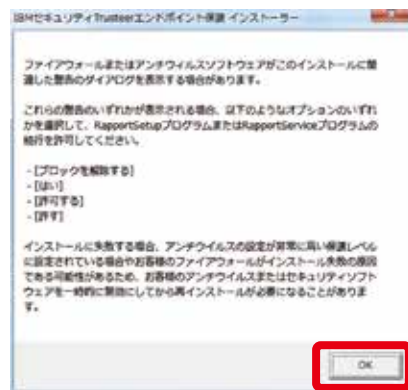 IBMセキュリティTrusteerエンドポイント保護 インストーラー
ファイアウォールまたはアンチウィルスソフトウェアがこのインストールに関
連した警告のダイアログを表示する場合があります。
これらの警告のいずれかが表示される場合、以下のようなオプションのいずれ
かを選択して、RapportSetupプログラムまたはRapportServiceプログラムの
続行を許可してください。
- [ブロックを解除する]
- [はい]
- [許可する]
- [許す]
インストールに失敗する場合、アンチウイルスの設定が非常に高い保護レベル
に設定されている場合やお客様のファイアウォールがインストール失敗の原因
である可能性があるため、お客様のアンチウイルスまたはセキュリティソフト
ウェアを一時的に無効にしてから再インストールが必要になることがありま
す。
OK